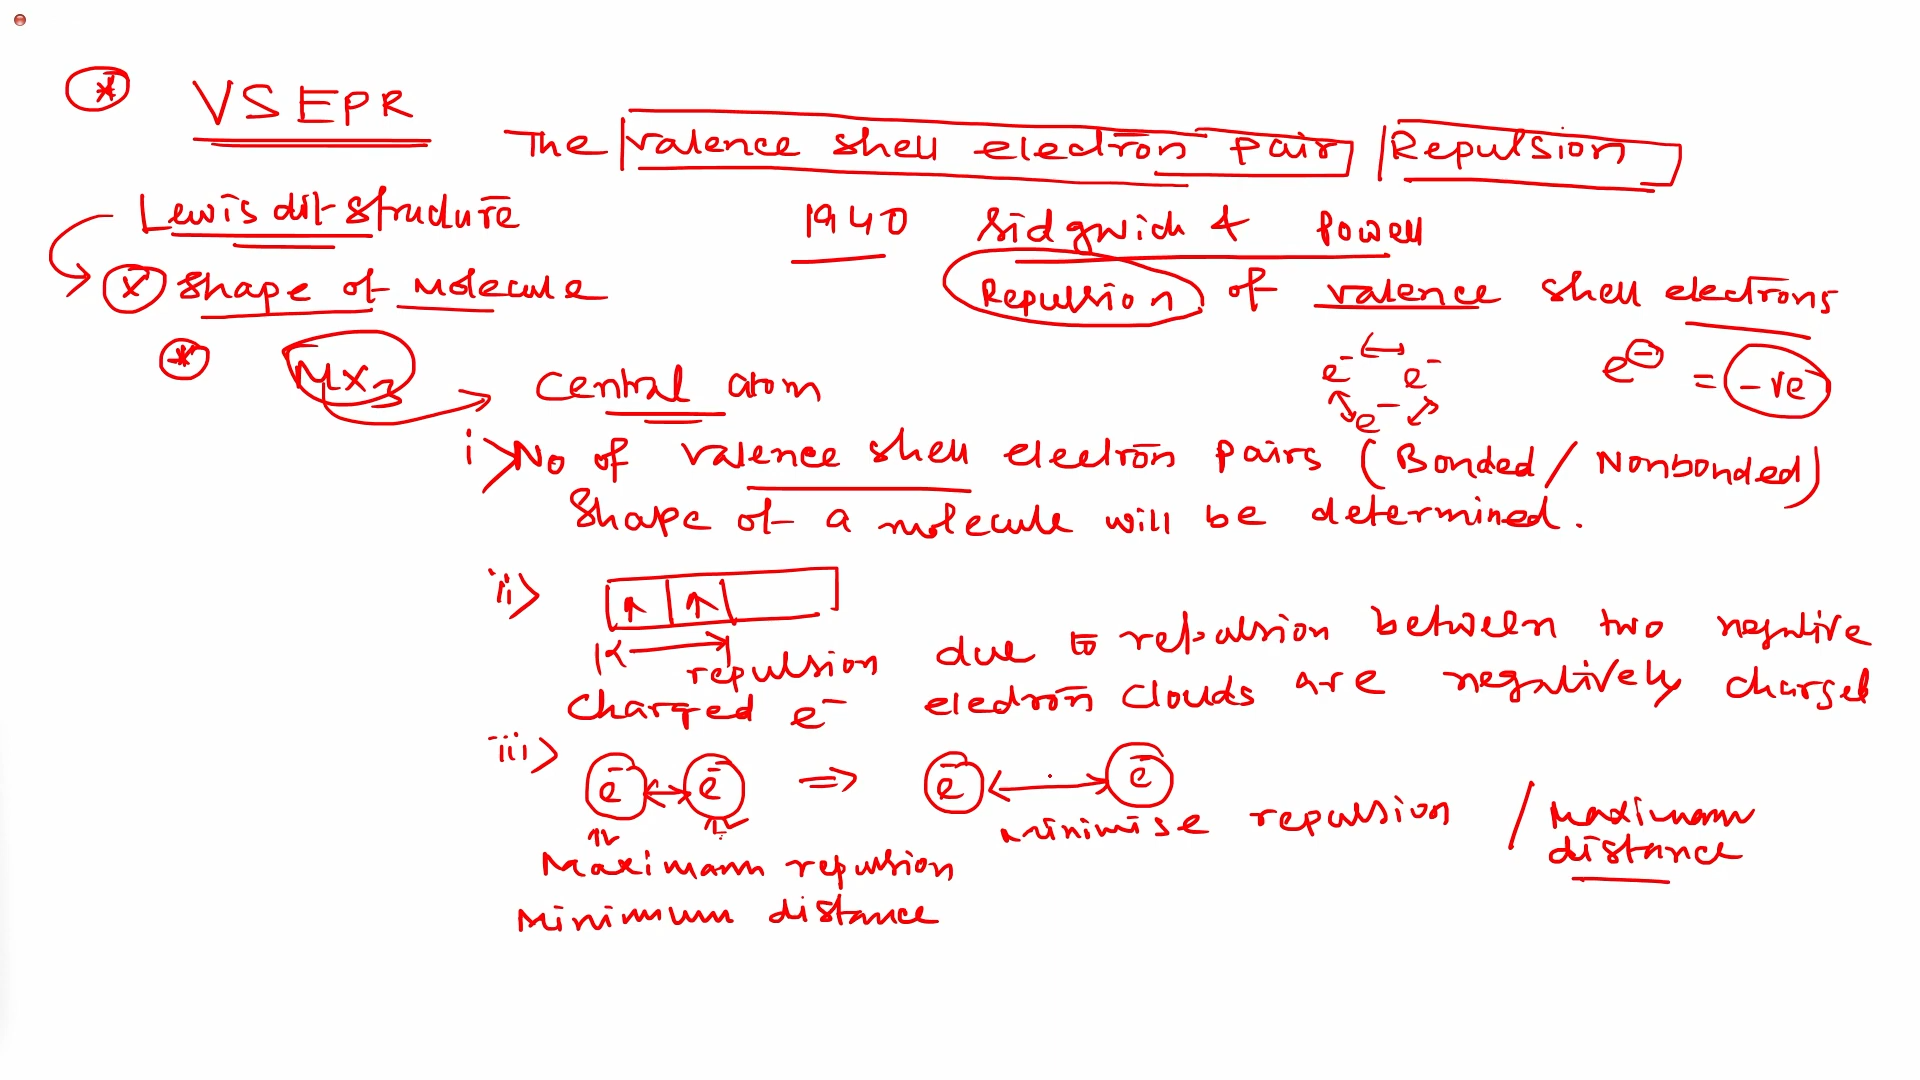 VSEPR
The Valence shell electron Pair Repulsion
Lewis dot structure
1940 Sidgwick & Powell
Shape of Molecule
Repulsion of valence shell electrons
e⁻ e⁻
e⁻
e⁻ = -ve
MX₃
Central atom
i> No of valence shell electron pairs (Bonded / Nonbonded)
Shape of a molecule will be determined.
ii>
repulsion due to repulsion between two negative
charged e⁻ electron clouds are negatively charged
iii>
e⁻ e⁻ ⇒ e⁻ e⁻
minimise repulsion / Maximum distance
Maximum repulsion
Minimum distance